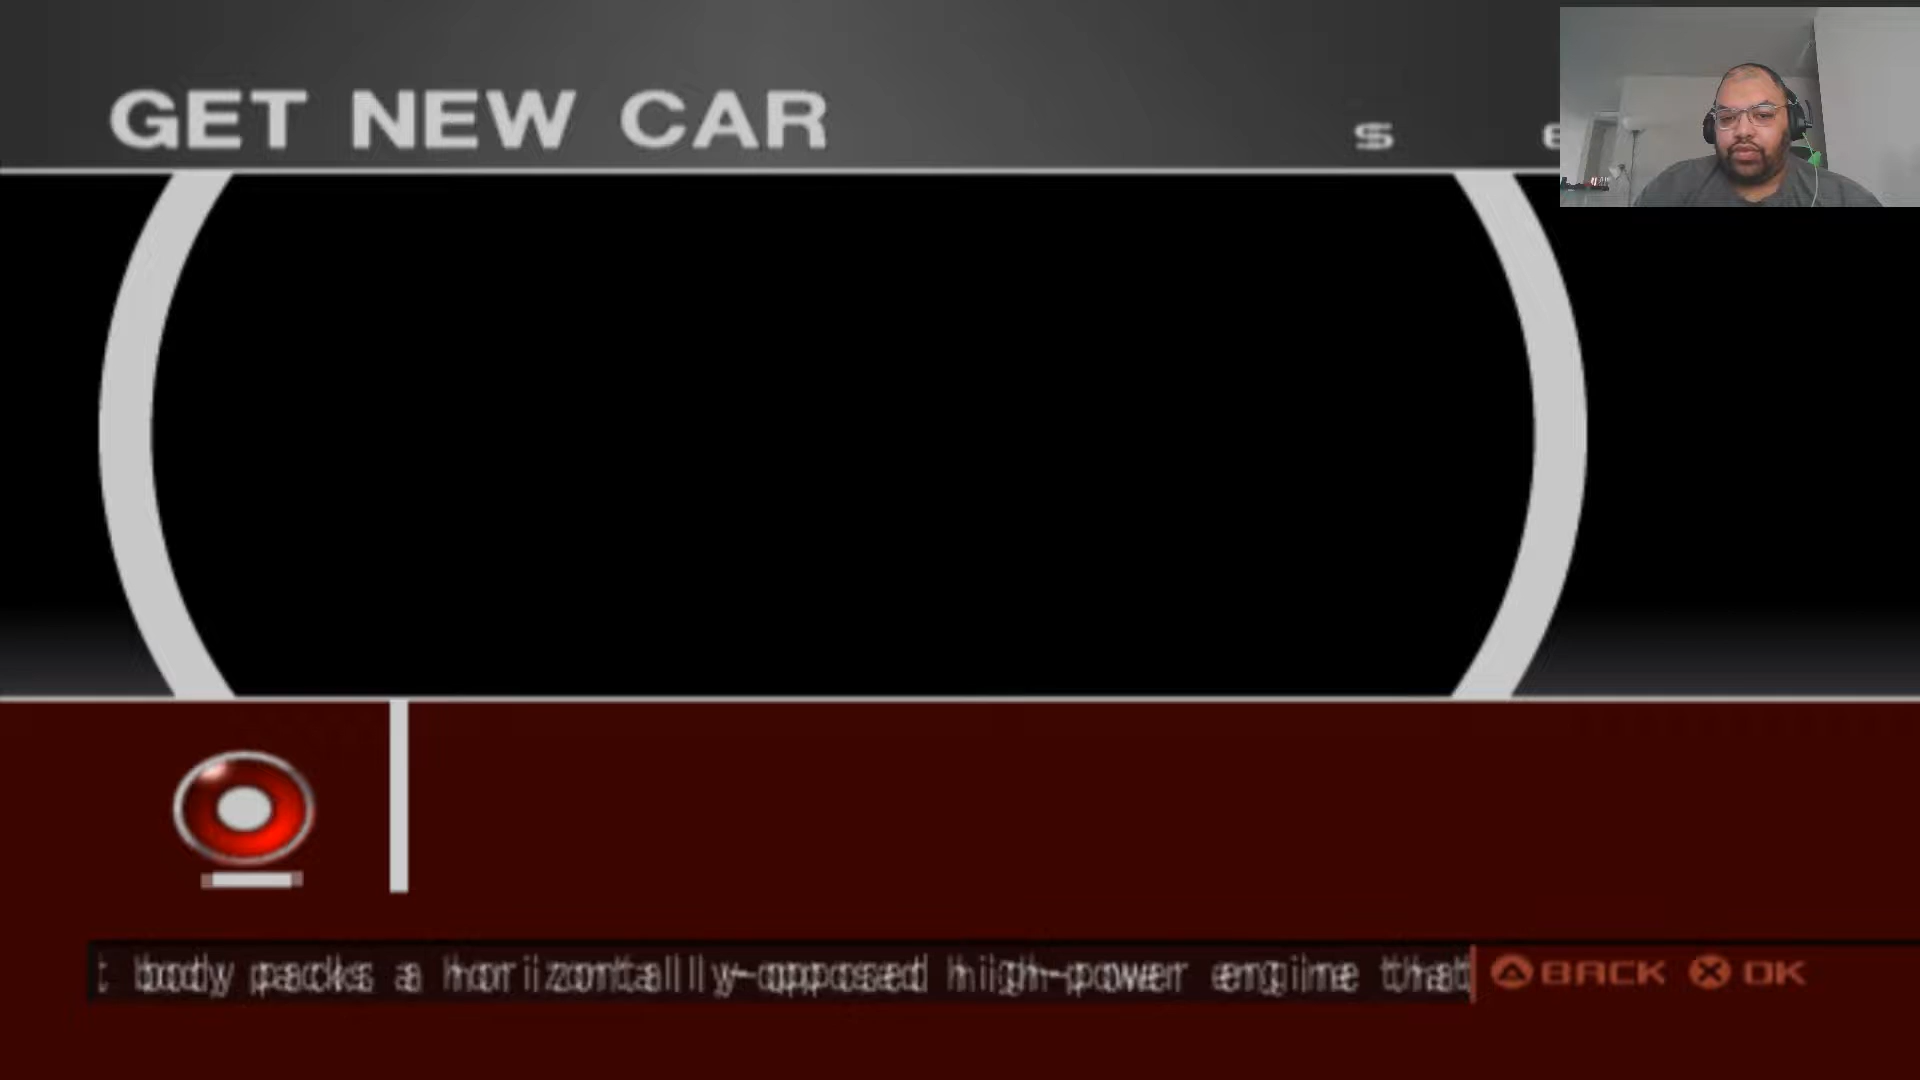 GET NEW CAR
S
body packs a horizontally-opposed high-power engine that
BACK OK